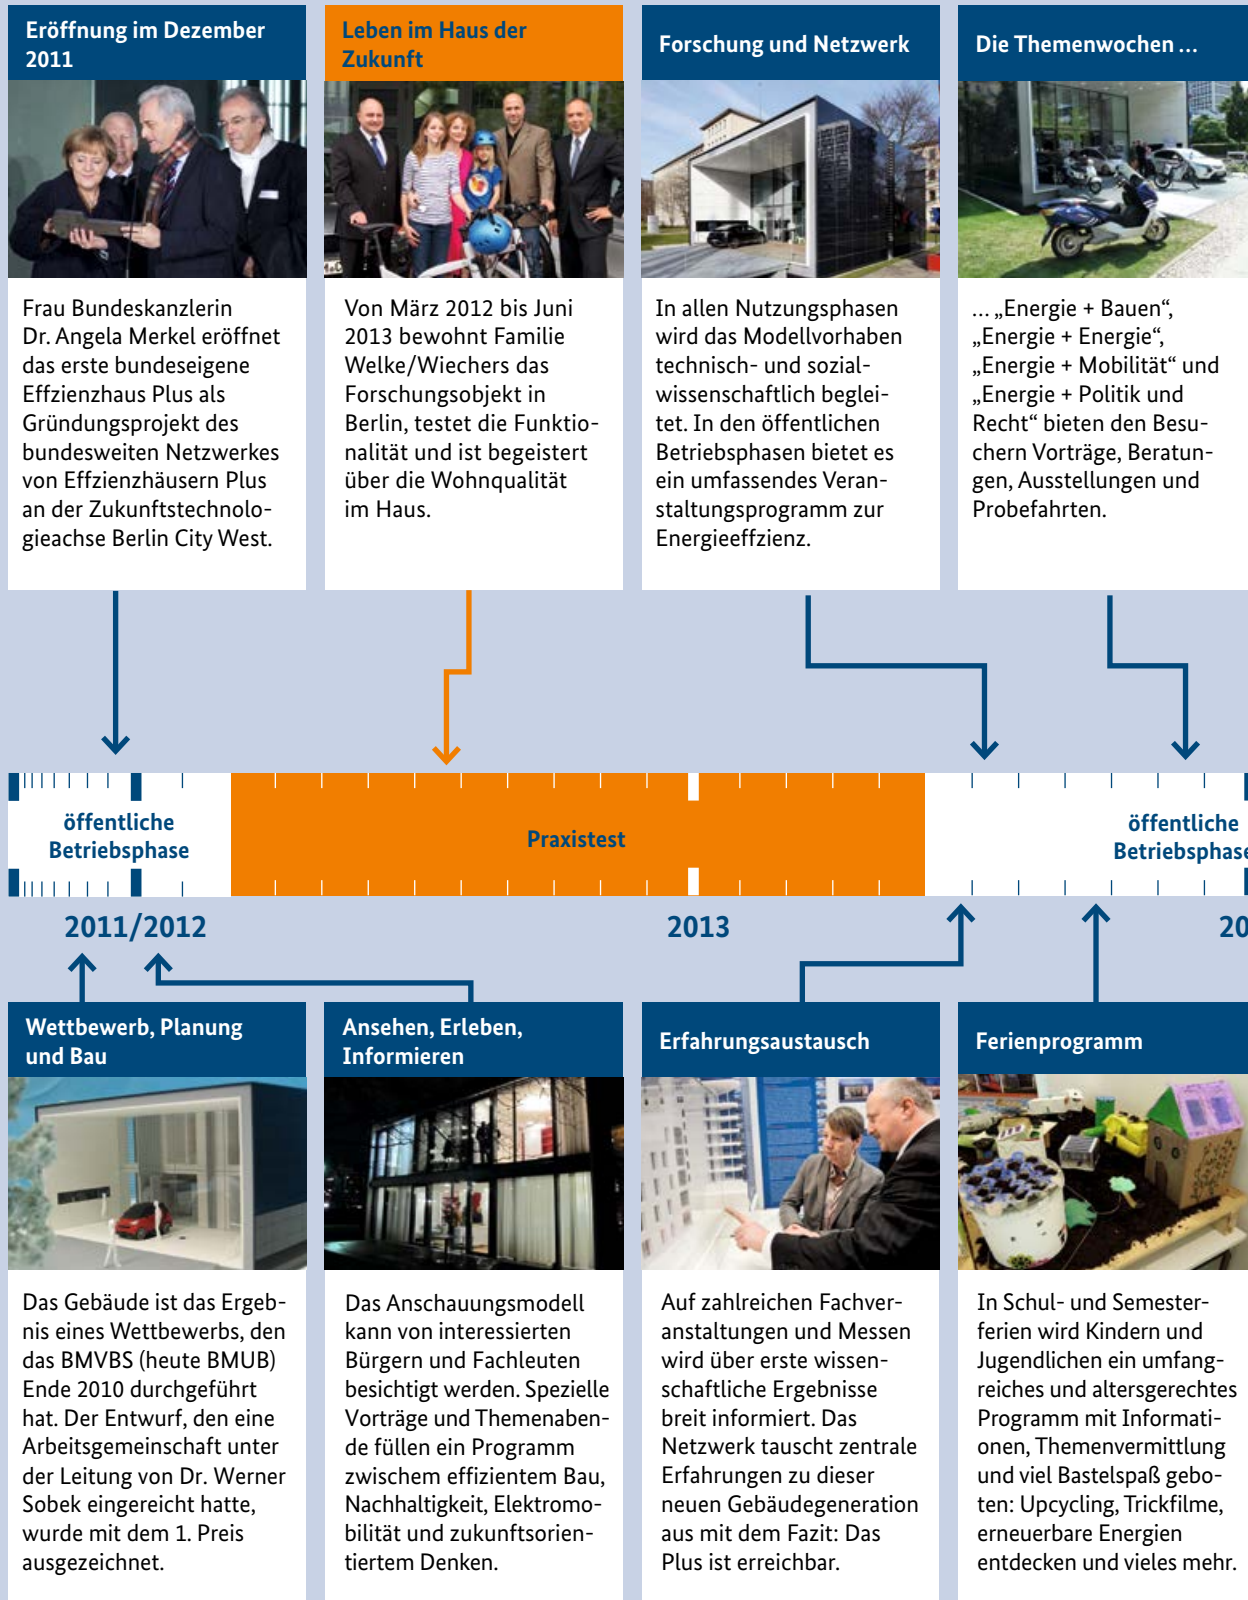 Eröffnung im Dezember
2011
Frau Bundeskanzlerin
Dr. Angela Merkel eröffnet
das erste bundeseigene
Effzienzhaus Plus als
Gründungsprojekt des
bundesweiten Netzwerkes
von Effzienzhäusern Plus
an der Zukunftstechnolo-
gieachse Berlin City West.
Leben im Haus der
Zukunft
Von März 2012 bis Juni
2013 bewohnt Familie
Welke/Wiechers das
Forschungsobjekt in
Berlin, testet die Funktio-
nalität und ist begeistert
über die Wohnqualität
im Haus.
Forschung und Netzwerk
In allen Nutzungsphasen
wird das Modellvorhaben
technisch- und sozial-
wissenschaftlich beglei-
tet. In den öffentlichen
Betriebsphasen bietet es
ein umfassendes Veran-
staltungsprogramm zur
Energieeffzienz.
Die Themenwochen ...
... „Energie + Bauen“,
„Energie + Energie“,
„Energie + Mobilität“ und
„Energie + Politik und
Recht“ bieten den Besu-
chern Vorträge, Beratun-
gen, Ausstellungen und
Probefahrten.
öffentliche
Betriebsphase
Praxistest
öffentliche
Betriebsphase
2011/2012
2013
20
Wettbewerb, Planung
und Bau
Das Gebäude ist das Ergeb-
nis eines Wettbewerbs, den
das BMVBS (heute BMUB)
Ende 2010 durchgeführt
hat. Der Entwurf, den eine
Arbeitsgemeinschaft unter
der Leitung von Dr. Werner
Sobek eingereicht hatte,
wurde mit dem 1. Preis
ausgezeichnet.
Ansehen, Erleben,
Informieren
Das Anschauungsmodell
kann von interessierten
Bürgern und Fachleuten
besichtigt werden. Spezielle
Vorträge und Themenaben-
de füllen ein Programm
zwischem effizientem Bau,
Nachhaltigkeit, Elektromo-
bilität und zukunftsorien-
tiertem Denken.
Erfahrungsaustausch
Auf zahlreichen Fachver-
anstaltungen und Messen
wird über erste wissen-
schaftliche Ergebnisse
breit informiert. Das
Netzwerk tauscht zentrale
Erfahrungen zu dieser
neuen Gebäudegeneration
aus mit dem Fazit: Das
Plus ist erreichbar.
Ferienprogramm
In Schul- und Semester-
ferien wird Kindern und
Jugendlichen ein umfang-
reiches und altersgerechtes
Programm mit Informati-
onen, Themenvermittlung
und viel Bastelspaß gebo-
ten: Upcycling, Trickfilme,
erneuerbare Energien
entdecken und vieles mehr.